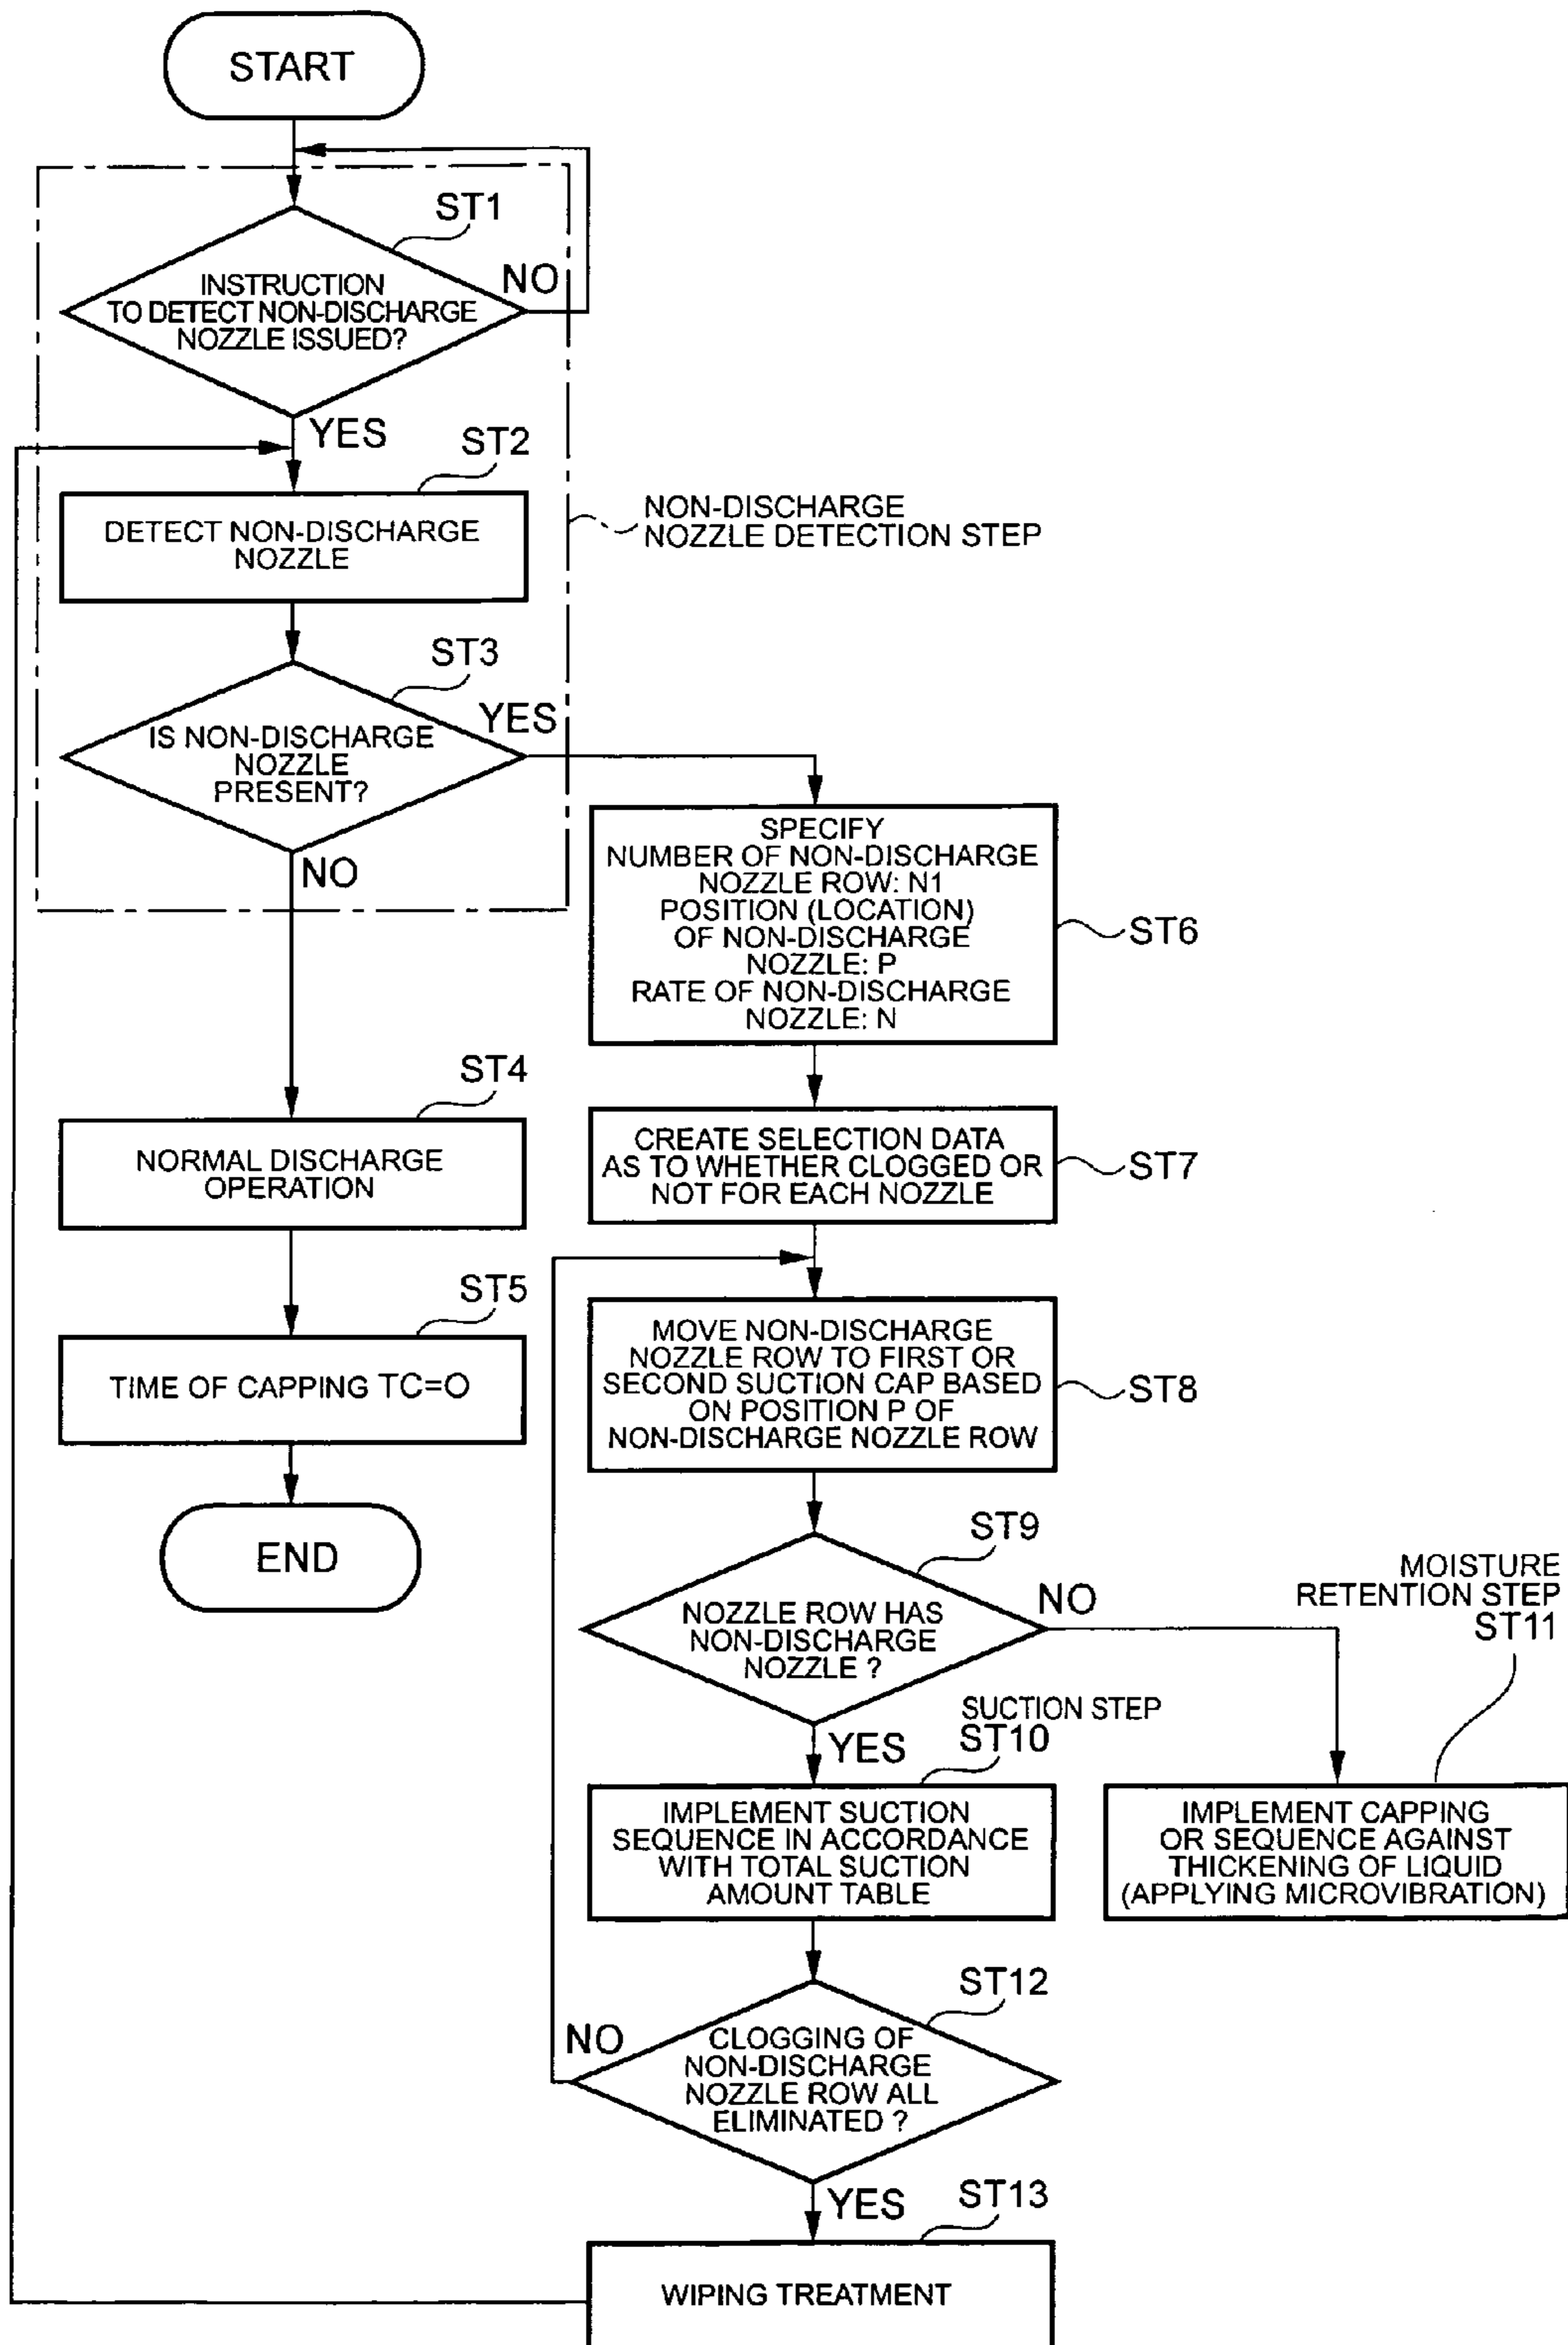 START
ST1
INSTRUCTION
TO DETECT NON-DISCHARGE
NOZZLE ISSUED?
NO
YES
ST2
DETECT NON-DISCHARGE
NOZZLE
NON-DISCHARGE
NOZZLE DETECTION STEP
ST3
IS NON-DISCHARGE
NOZZLE
PRESENT?
YES
NO
ST4
NORMAL DISCHARGE
OPERATION
ST5
TIME OF CAPPING TC=O
END
SPECIFY
NUMBER OF NON-DISCHARGE
NOZZLE ROW: N1
POSITION (LOCATION)
OF NON-DISCHARGE
NOZZLE: P
RATE OF NON-DISCHARGE
NOZZLE: N
ST6
CREATE SELECTION DATA
AS TO WHETHER CLOGGED OR
NOT FOR EACH NOZZLE
ST7
MOVE NON-DISCHARGE
NOZZLE ROW TO FIRST OR
SECOND SUCTION CAP BASED
ON POSITION P OF
NON-DISCHARGE NOZZLE ROW
ST8
ST9
NOZZLE ROW HAS
NON-DISCHARGE
NOZZLE ?
NO
YES
MOISTURE
RETENTION STEP
ST11
IMPLEMENT CAPPING
OR SEQUENCE AGAINST
THICKENING OF LIQUID
(APPLYING MICROVIBRATION)
SUCTION STEP
ST10
IMPLEMENT SUCTION
SEQUENCE IN ACCORDANCE
WITH TOTAL SUCTION
AMOUNT TABLE
ST12
NO
CLOGGING OF
NON-DISCHARGE
NOZZLE ROW ALL
ELIMINATED ?
YES
ST13
WIPING TREATMENT